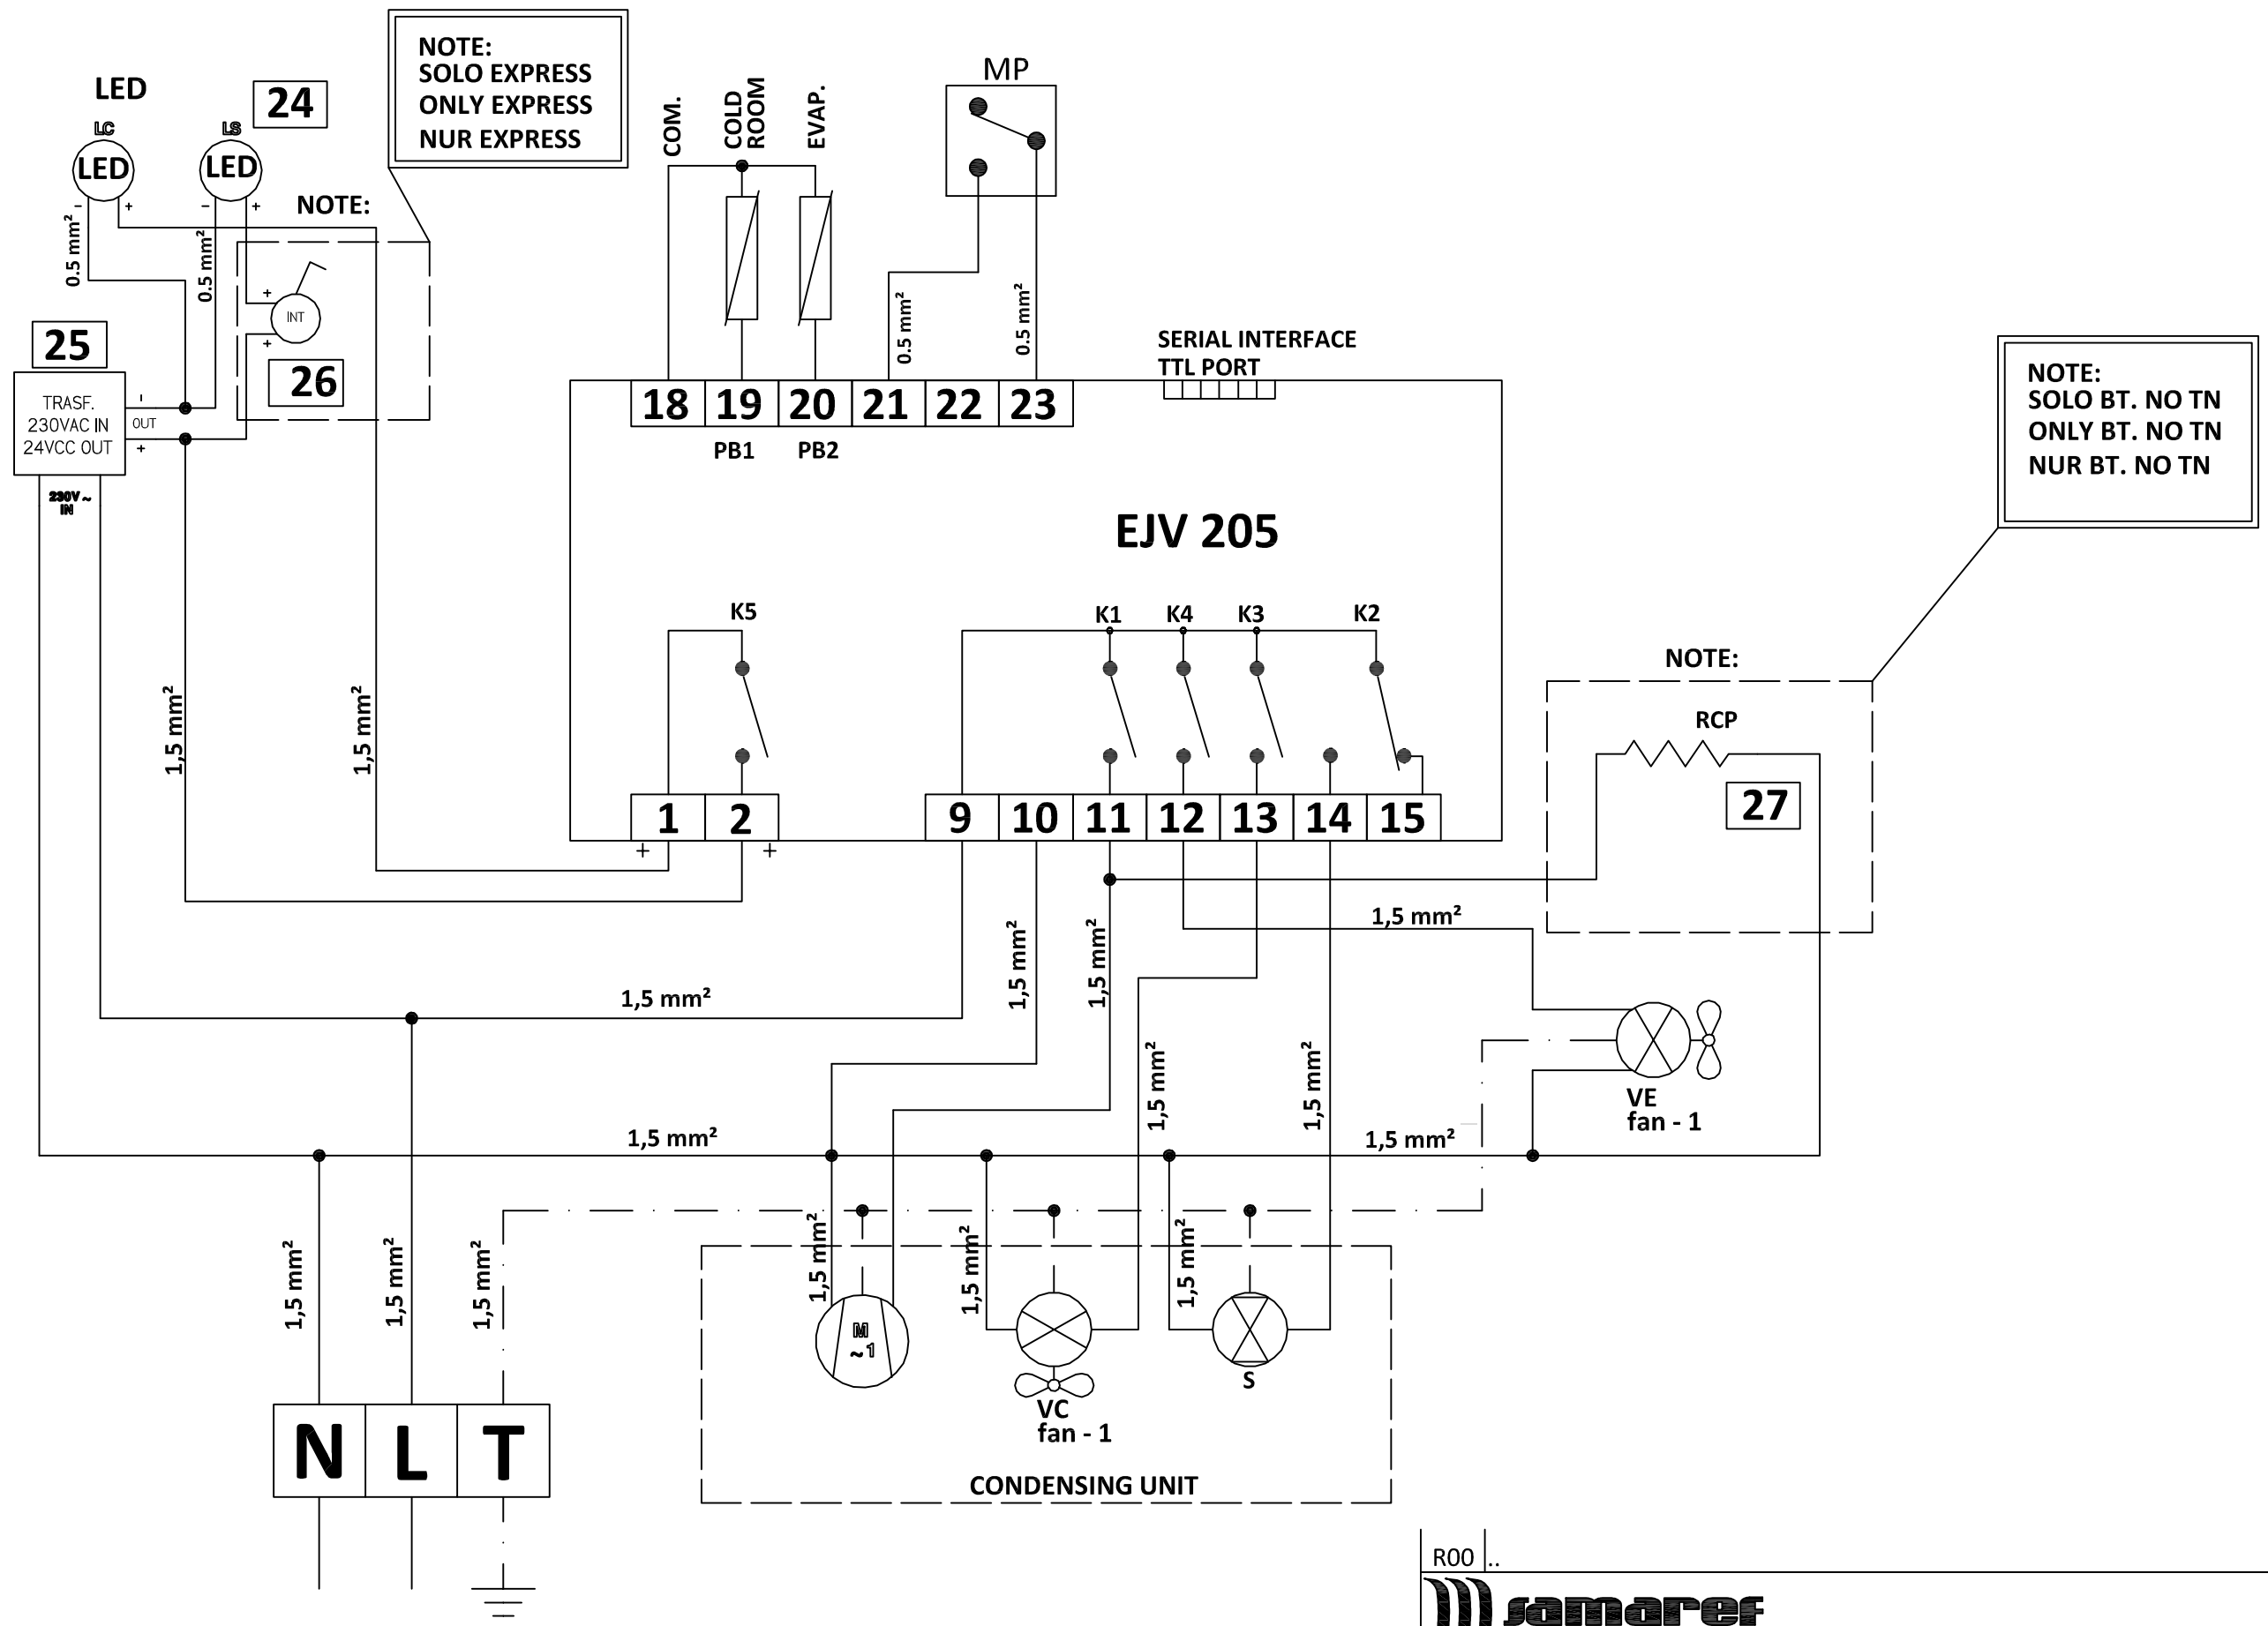 NOTE:
SOLO EXPRESS
ONLY EXPRESS
NUR EXPRESS
LED
24
LC
LS
LED
LED
- +
- +
NOTE:
0.5 mm²
0.5 mm²
+
INT
+
26
25
TRASF.
230VAC IN
24VCC OUT
-
OUT
+
230V ~
IN
COM.
COLD
ROOM
EVAP.
MP
0.5 mm²
0.5 mm²
SERIAL INTERFACE
TTL PORT
18 19 20 21 22 23
PB1 PB2
EJV 205
NOTE:
SOLO BT. NO TN
ONLY BT. NO TN
NUR BT. NO TN
K5
K1 K4 K3 K2
NOTE:
RCP
27
1,5 mm²
1,5 mm²
1 2
9 10 11 12 13 14 15
+ +
1,5 mm²
1,5 mm²
1,5 mm²
1,5 mm²
1,5 mm²
1,5 mm²
VE
fan - 1
1,5 mm²
1,5 mm²
1,5 mm²
1,5 mm²
1,5 mm²
1,5 mm²
1,5 mm²
1,5 mm²
M
~ 1
S
VC
fan - 1
N L T
CONDENSING UNIT
R00 ..
samaref